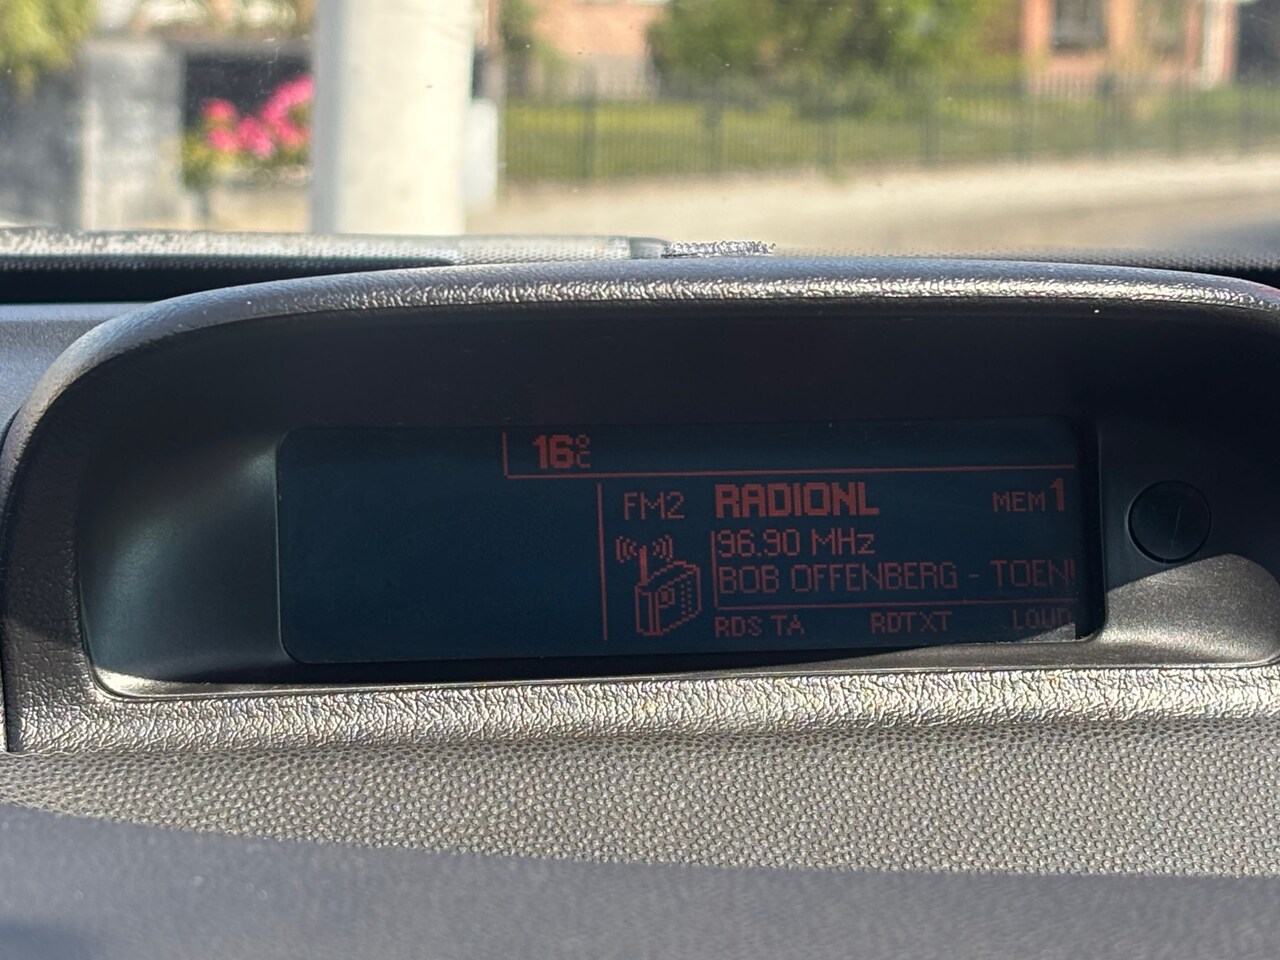 16°C
FM2 RADIONL MEM 1
96.90 MHz
BOB OFFENBERG - TOEN
RDS TA RDTXT LOUD